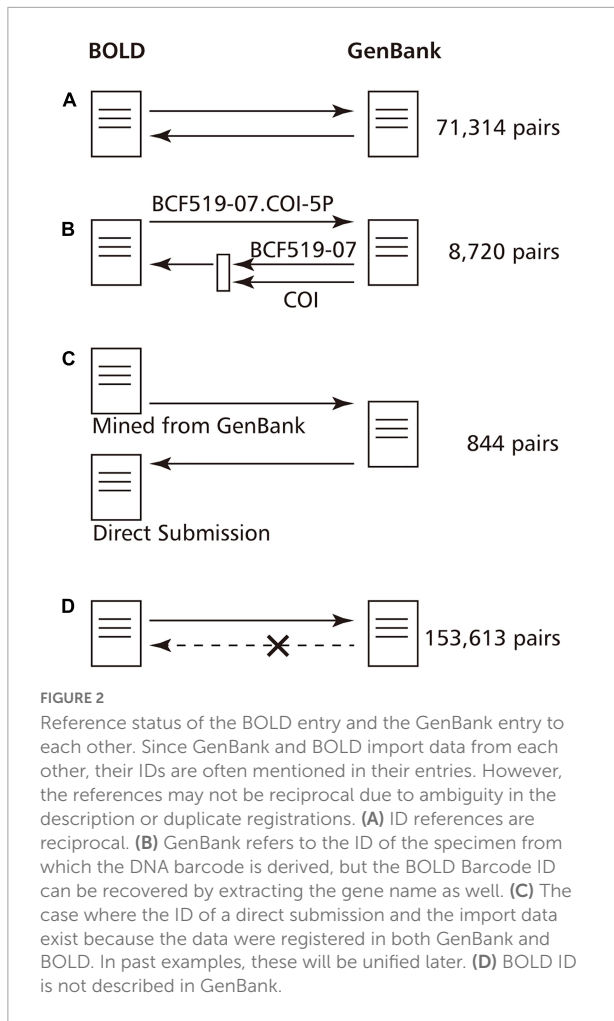 BOLD GenBank
A
71,314 pairs
BCF519-07.COI-5P
B
BCF519-07
8,720 pairs
COI
C
Mined from GenBank
844 pairs
Direct Submission
D
153,613 pairs
FIGURE 2
Reference status of the BOLD entry and the GenBank entry to
each other. Since GenBank and BOLD import data from each
other, their IDs are often mentioned in their entries. However,
the references may not be reciprocal due to ambiguity in the
description or duplicate registrations. (A) ID references are
reciprocal. (B) GenBank refers to the ID of the specimen from
which the DNA barcode is derived, but the BOLD Barcode ID
can be recovered by extracting the gene name as well. (C) The
case where the ID of a direct submission and the import data
exist because the data were registered in both GenBank and
BOLD. In past examples, these will be unified later. (D) BOLD ID
is not described in GenBank.